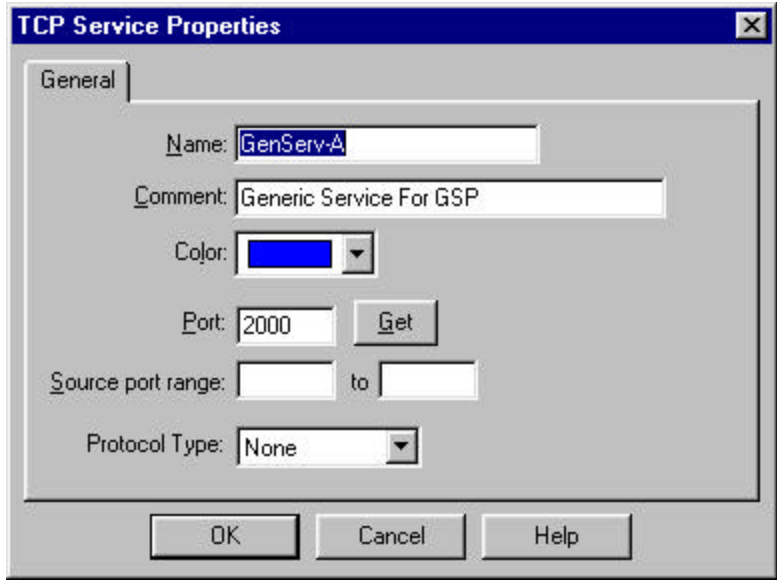 TCP Service Properties
General
Name: GenServ-A
Comment: Generic Service For GSP
Color:
Port: 2000 Get
Source port range: to
Protocol Type: None
OK Cancel Help